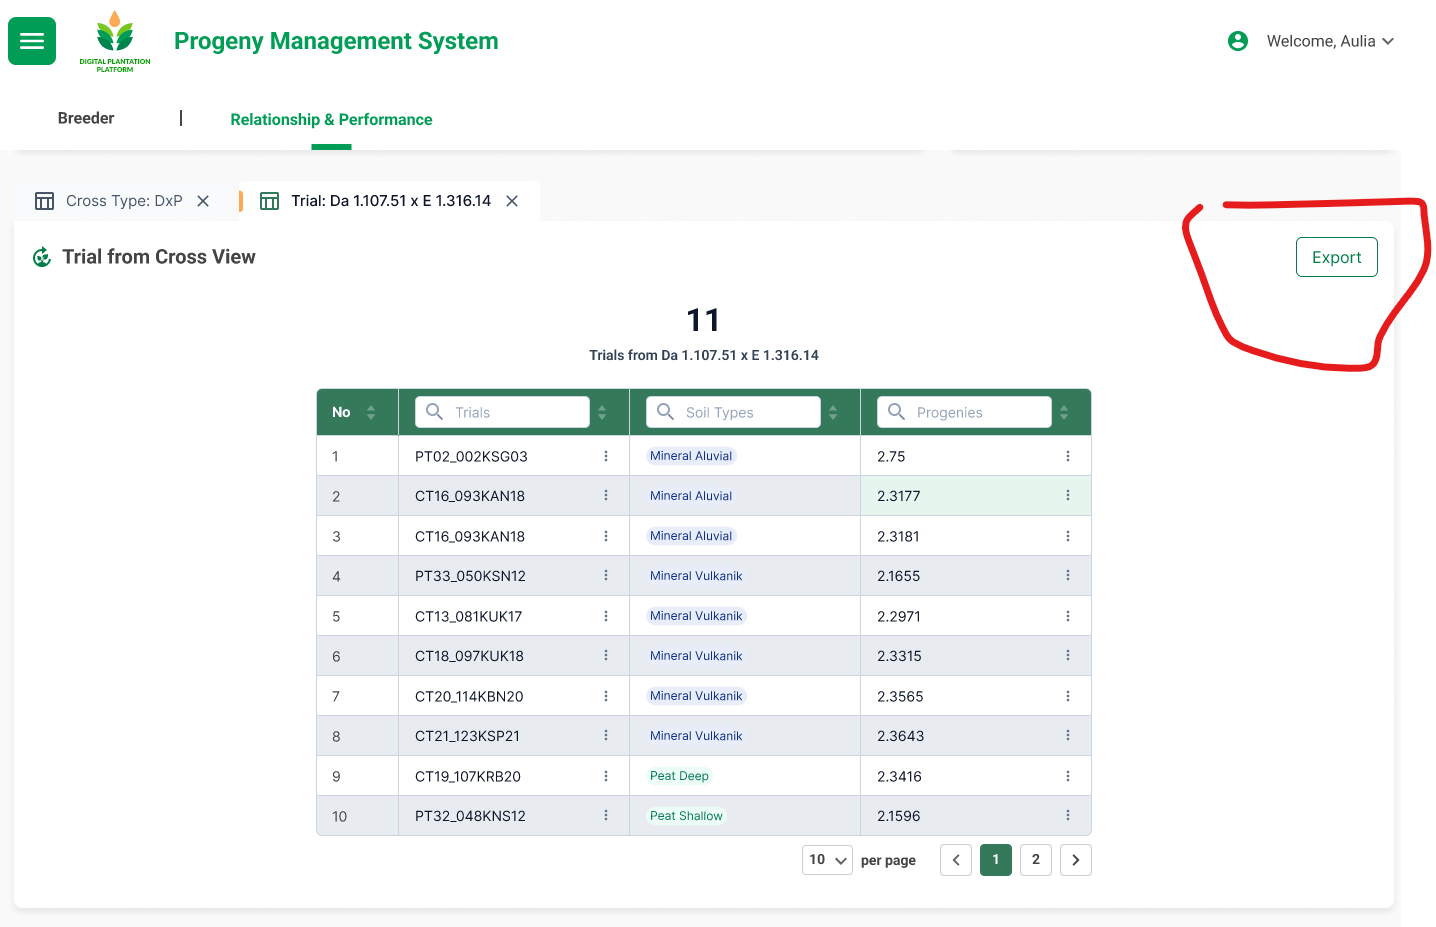 DIGITAL PLANTATION
PLATFORM
Progeny Management System
Welcome, Aulia
Breeder | Relationship & Performance
Cross Type: DxP
Trial: Da 1.107.51 x E 1.316.14
Trial from Cross View
Export
11
Trials from Da 1.107.51 x E 1.316.14
No Trials Soil Types Progenies
1 PT02_002KSG03 Mineral Aluvial 2.75
2 CT16_093KAN18 Mineral Aluvial 2.3177
3 CT16_093KAN18 Mineral Aluvial 2.3181
4 PT33_050KSN12 Mineral Vulkanik 2.1655
5 CT13_081KUK17 Mineral Vulkanik 2.2971
6 CT18_097KUK18 Mineral Vulkanik 2.3315
7 CT20_114KBN20 Mineral Vulkanik 2.3565
8 CT21_123KSP21 Mineral Vulkanik 2.3643
9 CT19_107KRB20 Peat Deep 2.3416
10 PT32_048KNS12 Peat Shallow 2.1596
10 per page 1 2